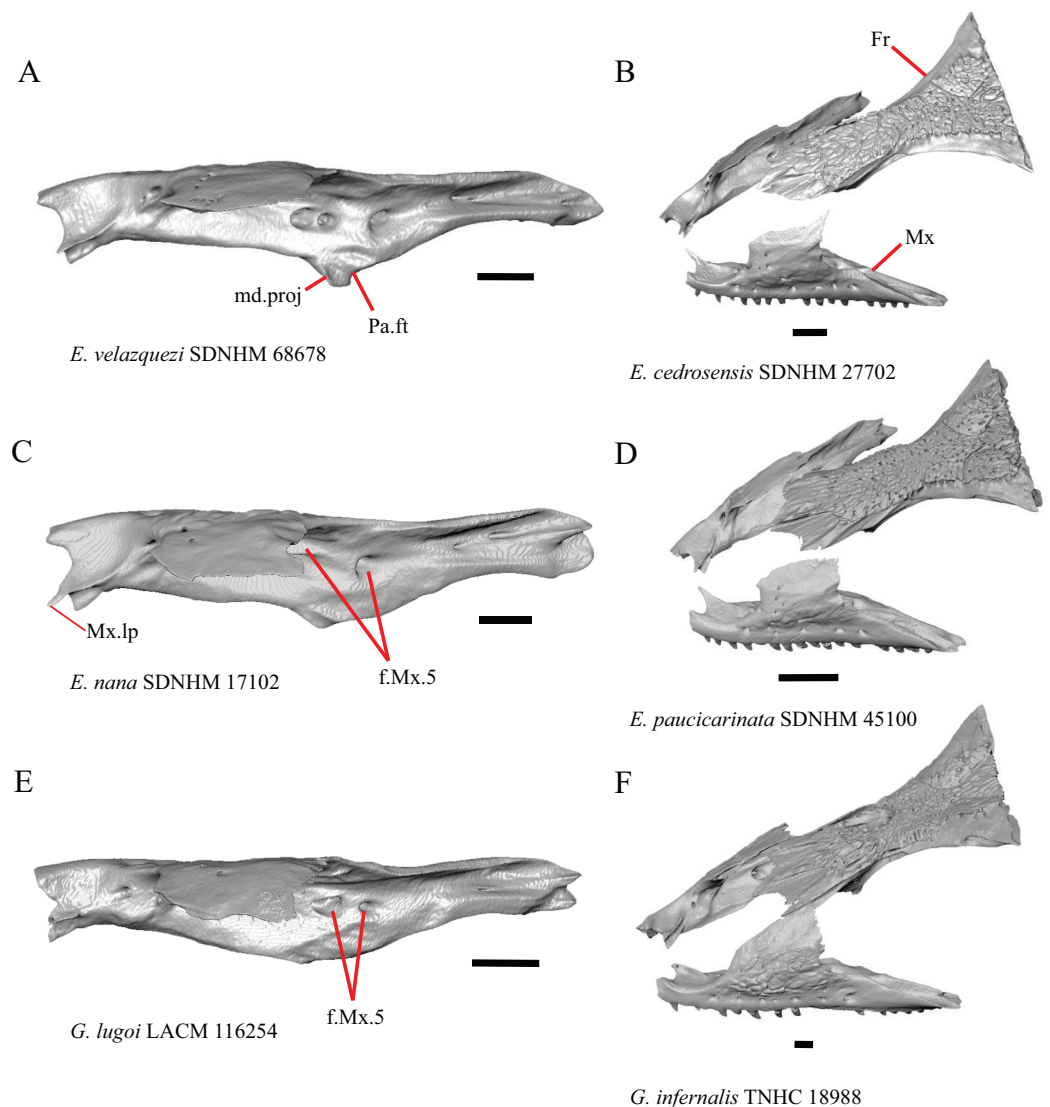 A
md.proj
Pa.ft
E. velazquezi SDNHM 68678
B
Fr
Mx
E. cedrosensis SDNHM 27702
C
Mx.lp
f.Mx.5
E. nana SDNHM 17102
D
E. paucicarinata SDNHM 45100
E
f.Mx.5
G. lugoi LACM 116254
F
G. infernalis TNHC 18988